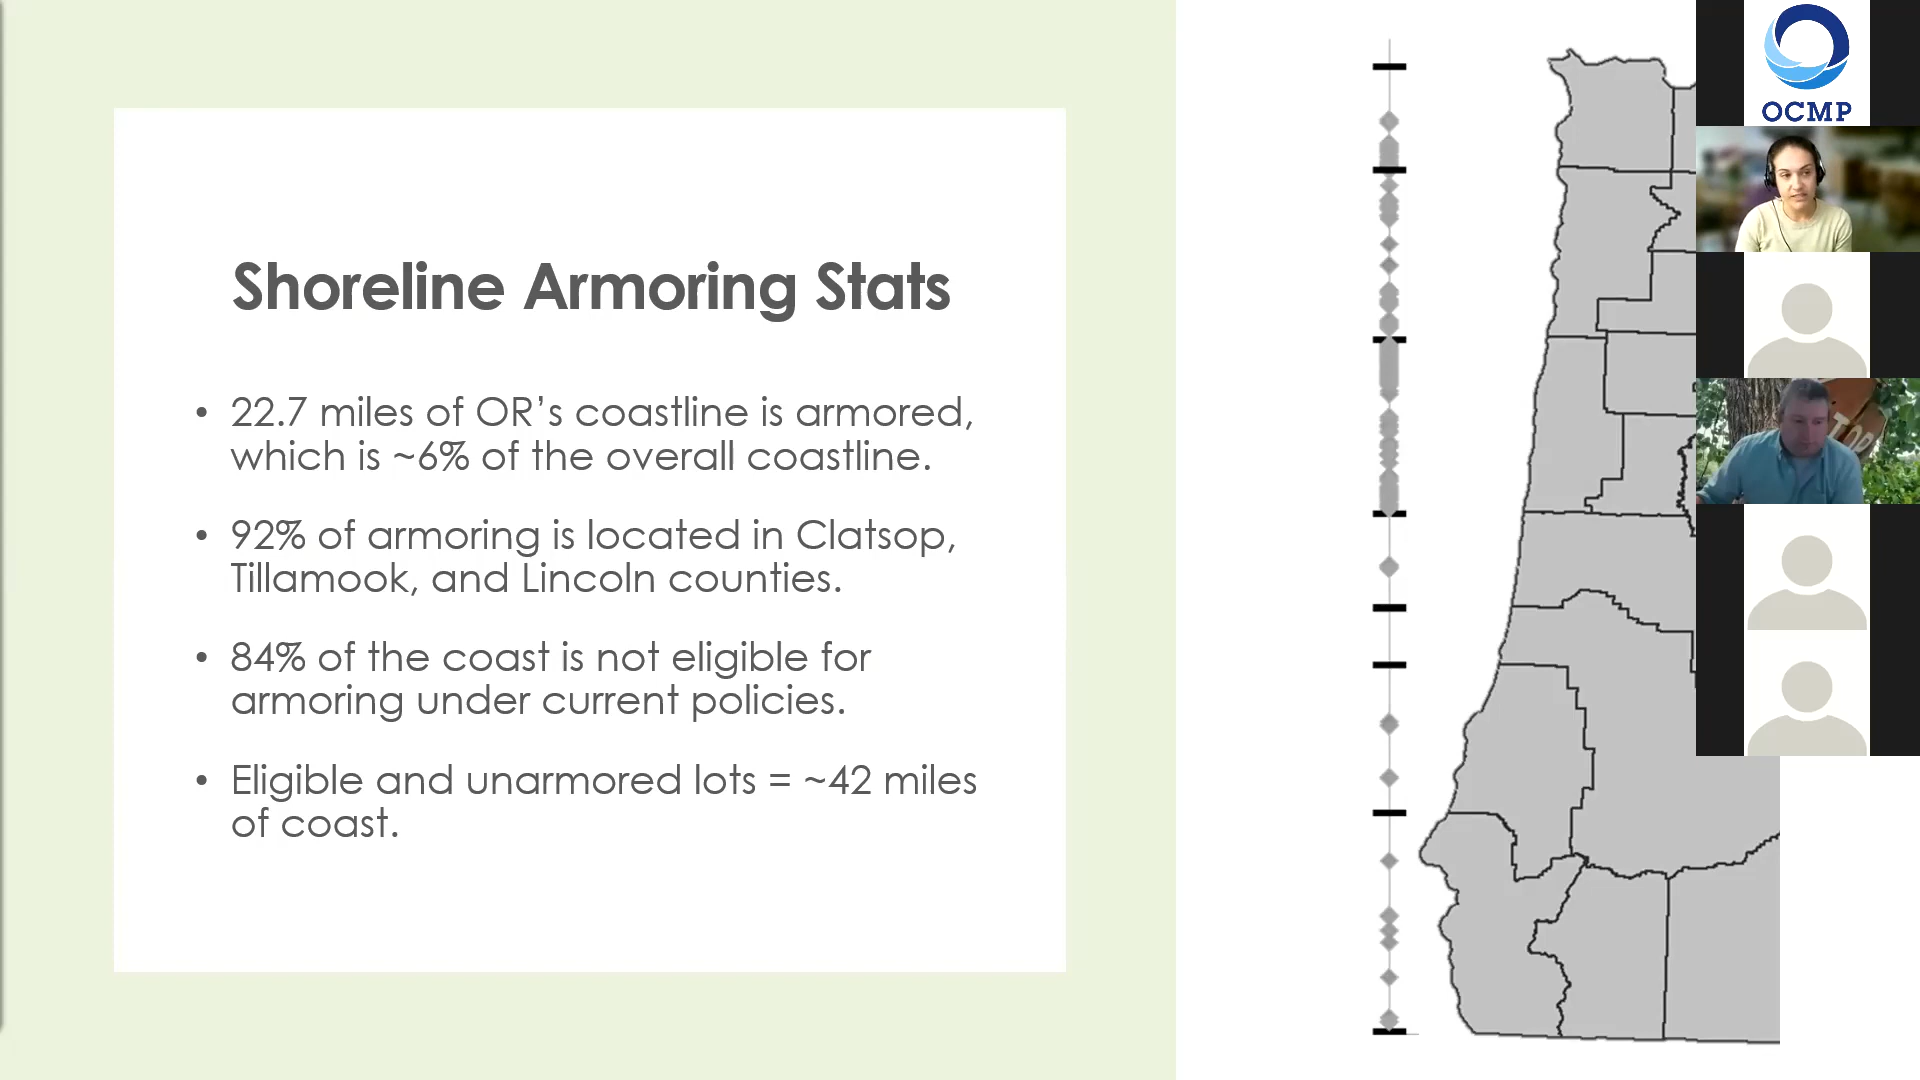 Shoreline Armoring Stats
• 22.7 miles of OR’s coastline is armored,
which is ~6% of the overall coastline.
• 92% of armoring is located in Clatsop,
Tillamook, and Lincoln counties.
• 84% of the coast is not eligible for
armoring under current policies.
• Eligible and unarmored lots = ~42 miles
of coast.
OCMP
TOP